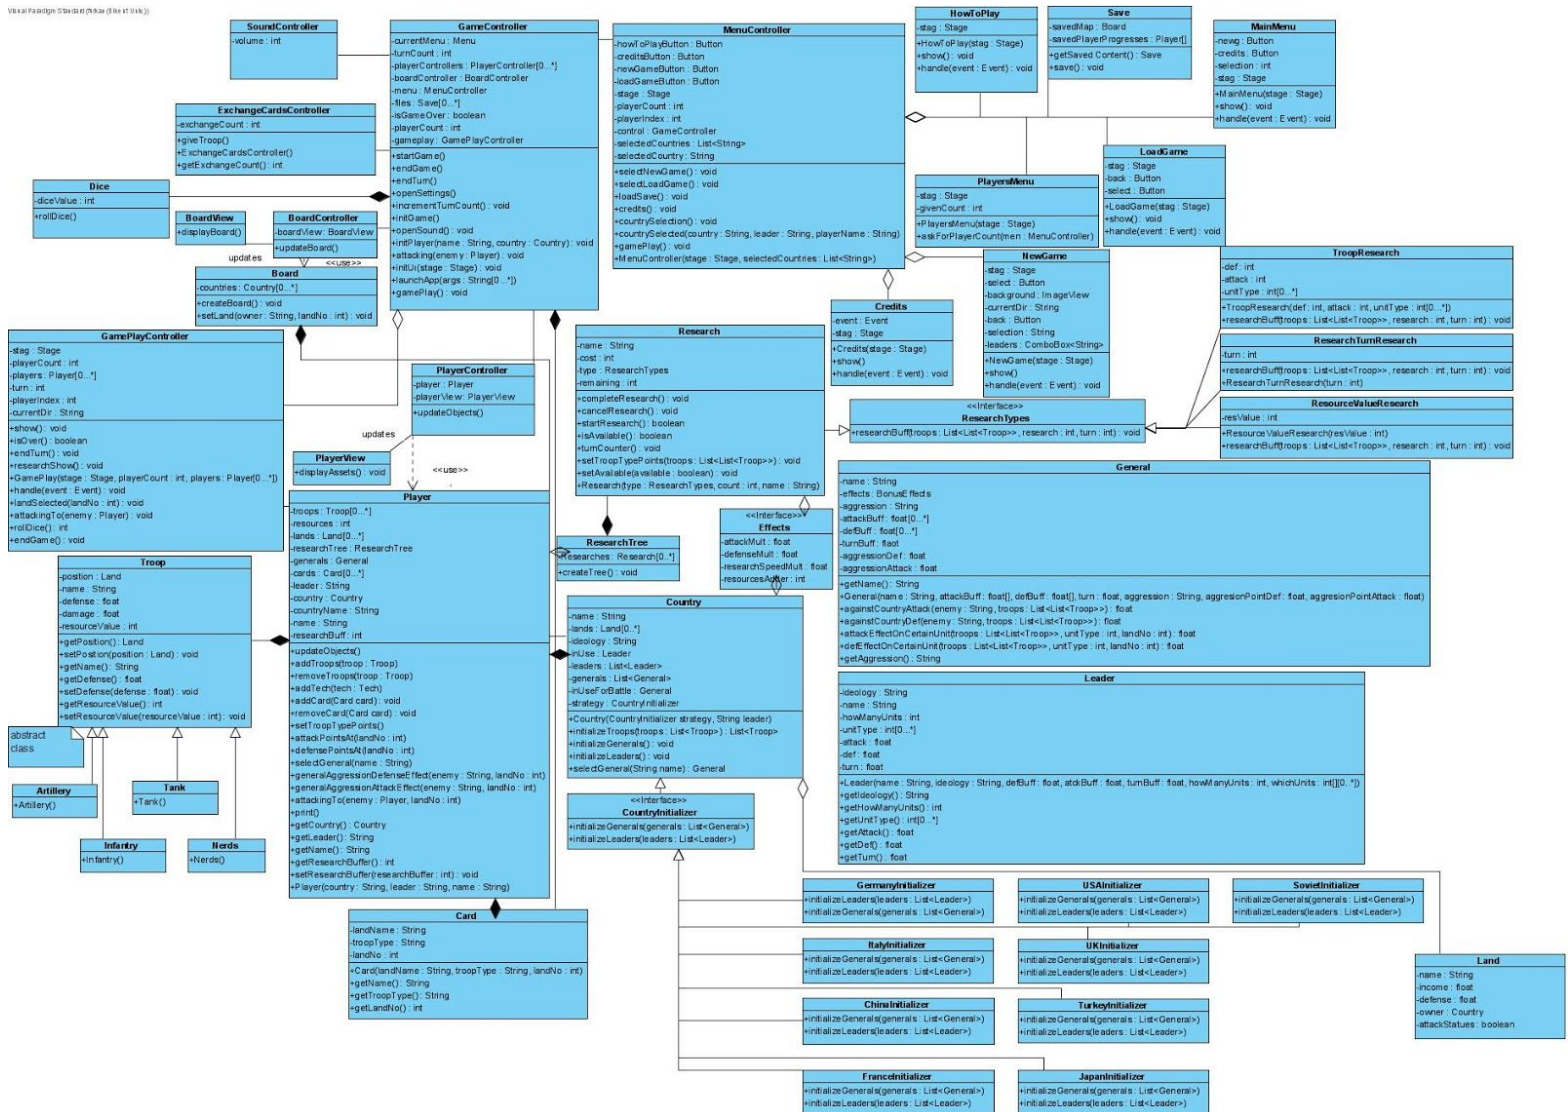 SoundController
-volume : int
GameController
-currentMenu : Menu
-turnCount : int
-playerControllers : PlayerController[0...*]
-boardController : BoardController
-menu : MenuController
-files : Save[0...*]
-isGameOver : boolean
-playerCount : int
-gameplay : GamePlayController
+startGame()
+endGame()
+endTurn()
+openSettings()
+incrementTurnCount() : void
+initGame()
+openSound() : void
+initPlayer(name : String, country : Country) : void
+attacking(enemy : Player) : void
+initUi(stage : Stage) : void
+launchApp(args : String[0...*])
+gamePlay() : void
MenuController
-howToPlayButton : Button
-creditsButton : Button
-newGameButton : Button
-loadGameButton : Button
-stage : Stage
-playerCount : int
-playerIndex : int
-control : GameController
-selectedCountries : List<String>
-selectedCountry : String
+selectNewGame() : void
+selectLoadGame() : void
+loadSave() : void
+credits() : void
+countrySelection() : void
+countrySelected(country : String, leader : String, playerName : String)
+gamePlay() : void
+MenuController(stage : Stage, selectedCountries : List<String>)
HowToPlay
-stag : Stage
+HowToPlay(stag : Stage)
+show() : void
+handle(event : Event) : void
Save
-savedMap : Board
-savedPlayerProgresses : Player[]
+getSaved Content() : Save
+save() : void
MainMenu
-newg : Button
-credits : Button
-selection : int
-stag : Stage
+MainMenu(stage : Stage)
+show() : void
+handle(event : Event) : void
ExchangeCardsController
-exchangeCount : int
+giveTroop()
+ExchangeCardsController()
+getExchangeCount() : int
LoadGame
-stag : Stage
-back : Button
-select : Button
+LoadGame(stag : Stage)
+show() : void
+handle(event : Event) : void
PlayersMenu
-stag : Stage
-givenCount : int
+PlayersMenu(stage : Stage)
+askForPlayerCount(men : MenuController)
Dice
-diceValue : int
+rollDice()
BoardView
+displayBoard()
BoardController
-boardView : BoardView
+updateBoard()
updates
<<use>>
Board
-countries : Country[0...*]
+createBoard() : void
+setLand(owner : String, landNo : int) : void
NewGame
-stag : Stage
-select : Button
-background : ImageView
-currentDir : String
-back : Button
-selection : String
-leaders : ComboBox<String>
+NewGame(stage : Stage)
+show()
+handle(event : Event) : void
TroopResearch
-def : int
-attack : int
-unitType : int[0...*]
+TroopResearch(def : int, attack : int, unitType : int[0...*])
+researchBuff(troops : List<List<Troop>>, research : int, turn : int) : void
Credits
-event : Event
-stag : Stage
+Credits(stage : Stage)
+show()
+handle(event : Event) : void
GamePlayController
-stag : Stage
-playerCount : int
-players : Player[0...*]
-turn : int
-playerIndex : int
-currentDir : String
+show() : void
+isOver() : boolean
+endTurn() : void
+researchShow() : void
+GamePlay(stage : Stage, playerCount : int, players : Player[0...*])
+handle(event : Event) : void
+landSelected(landNo : int) : void
+attackingTo(enemy : Player) : void
+rollDice() : int
+endGame() : void
Research
-name : String
-cost : int
-type : ResearchTypes
-remaining : int
+completeResearch() : void
+cancelResearch() : void
+startResearch() : boolean
+isAvailable() : boolean
+turnCounter() : void
+setTroopTypePoints(troops : List<List<Troop>>) : void
+setAvailable(available : boolean) : void
+Research(type : ResearchTypes, count : int, name : String)
ResearchTurnResearch
-turn : int
+researchBuff(troops : List<List<Troop>>, research : int, turn : int) : void
+ResearchTurnResearch(turn : int)
PlayerController
-player : Player
-playerView : PlayerView
+updateObjects()
<<Interface>>
ResearchTypes
+researchBuff(troops : List<List<Troop>>, research : int, turn : int) : void
ResourceValueResearch
-resValue : int
+ResourceValueResearch(resValue : int)
+researchBuff(troops : List<List<Troop>>, research : int, turn : int) : void
updates
PlayerView
+displayAssets() : void
<<use>>
General
-name : String
-effects : BonusEffects
-aggression : String
-attackBuff : float[0...*]
-defBuff : float[0...*]
-turnBuff : flaot
-aggressionDef : float
-aggressionAttack : float
+getName() : String
+General(name : String, attackBuff : float[], defBuff : float[], turn : float, aggression : String, aggresionPointDef : float, aggresionPointAttack : float)
+againstCountryAttack(enemy : String, troops : List<List<Troop>>) : float
+againstCountryDef(enemy : String, troops : List<List<Troop>>) : float
+attackEffectOnCertainUnit(troops : List<List<Troop>>, unitType : int, landNo : int) : float
+defEffectOnCertainUnit(troops : List<List<Troop>>, unitType : int, landNo : int) : float
+getAggression() : String
Player
-troops : Troop[0...*]
-resources : int
-lands : Land[0...*]
-researchTree : ResearchTree
-generals : General
-cards : Card[0...*]
-leader : String
-country : Country
-countryName : String
-name : String
-researchBuff : int
+updateObjects()
+addTroops(troop : Troop)
+removeTroops(troop : Troop)
+addTech(tech : Tech)
+addCard(Card card) : void
+removeCard(Card card) : void
+setTroopTypePoints()
+attackPointsAt(landNo : int)
+defensePointsAt(landNo : int)
+selectGeneral(name : String)
+generalAggressionDefenseEffect(enemy : String, landNo : int)
+generalAggressionAttackEffect(enemy : String, landNo : int)
+attackingTo(enemy : Player, landNo : int)
+print()
+getCountry() : Country
+getLeader() : String
+getName() : String
+getResearchBuffer() : int
+setResearchBuffer(researchBuffer : int) : void
+Player(country : String, leader : String, name : String)
<<Interface>>
Effects
-attackMult : float
-defenseMult : float
-researchSpeedMult : float
-resourcesAdder : int
ResearchTree
-Researches : Research[0..*]
+createTree() : void
Troop
-position : Land
-name : String
-defense : float
-damage : float
-resourceValue : int
+getPosition() : Land
+setPosition(position : Land) : void
+getName() : String
+getDefense() : float
+setDefense(defense : float) : void
+getResourceValue() : int
+setResourceValue(resourceValue : int) : void
Country
-name : String
-lands : Land[0..*]
-ideology : String
-inUse : Leader
-leaders : List<Leader>
-generals : List<General>
-inUseForBattle : General
-strategy : CountryInitializer
+Country(CountryInitializer strategy, String leader)
+initializeTroops(troops : List<Troop>) : List<Troop>
+initializeGenerals() : void
+initializeLeaders() : void
+selectGeneral(String name) : General
Leader
-ideology : String
-name : String
-howManyUnits : int
-unitType : int[0...*]
-attack : float
-def : float
-turn : float
+Leader(name : String, ideology : String, defBuff : float, atckBuff : float, turnBuff : float, howManyUnits : int, whichUnits : int[][0...*])
+getIdeology() : String
+getHowManyUnits() : int
+getUnitType() : int[0...*]
+getAttack() : float
+getDef() : float
+getTurn() : float
abstract
class
Artillery
+Artillery()
Tank
+Tank()
Infantry
+Infantry()
Nerds
+Nerds()
<<Interface>>
CountryInitializer
+initializeGenerals(generals : List<General>)
+initializeLeaders(leaders : List<Leader>)
GermanyInitializer
+initializeLeaders(leaders : List<Leader>)
+initializeGenerals(generals : List<General>)
USAInitializer
+initializeGenerals(generals : List<General>)
+initializeLeaders(leaders : List<Leader>)
SovietInitializer
+initializeGenerals(generals : List<General>)
+initializeLeaders(leaders : List<Leader>)
Card
-landName : String
-troopType : String
-landNo : int
+Card(landName : String, troopType : String, landNo : int)
+getName() : String
+getTroopType() : String
+getLandNo() : int
ItalyInitializer
+initializeGenerals(generals : List<General>)
+initializeLeaders(leaders : List<Leader>)
UKInitializer
+initializeGenerals(generals : List<General>)
+initializeLeaders(leaders : List<Leader>)
Land
-name : String
-income : float
-defense : float
-owner : Country
-attackStatues : boolean
ChinaInitializer
+initializeGenerals(generals : List<General>)
+initializeLeaders(leaders : List<Leader>)
TurkeyInitializer
+initializeGenerals(generals : List<General>)
+initializeLeaders(leaders : List<Leader>)
FranceInitializer
+initializeGenerals(generals : List<General>)
+initializeLeaders(leaders : List<Leader>)
JapanInitializer
+initializeGenerals(generals : List<General>)
+initializeLeaders(leaders : List<Leader>)